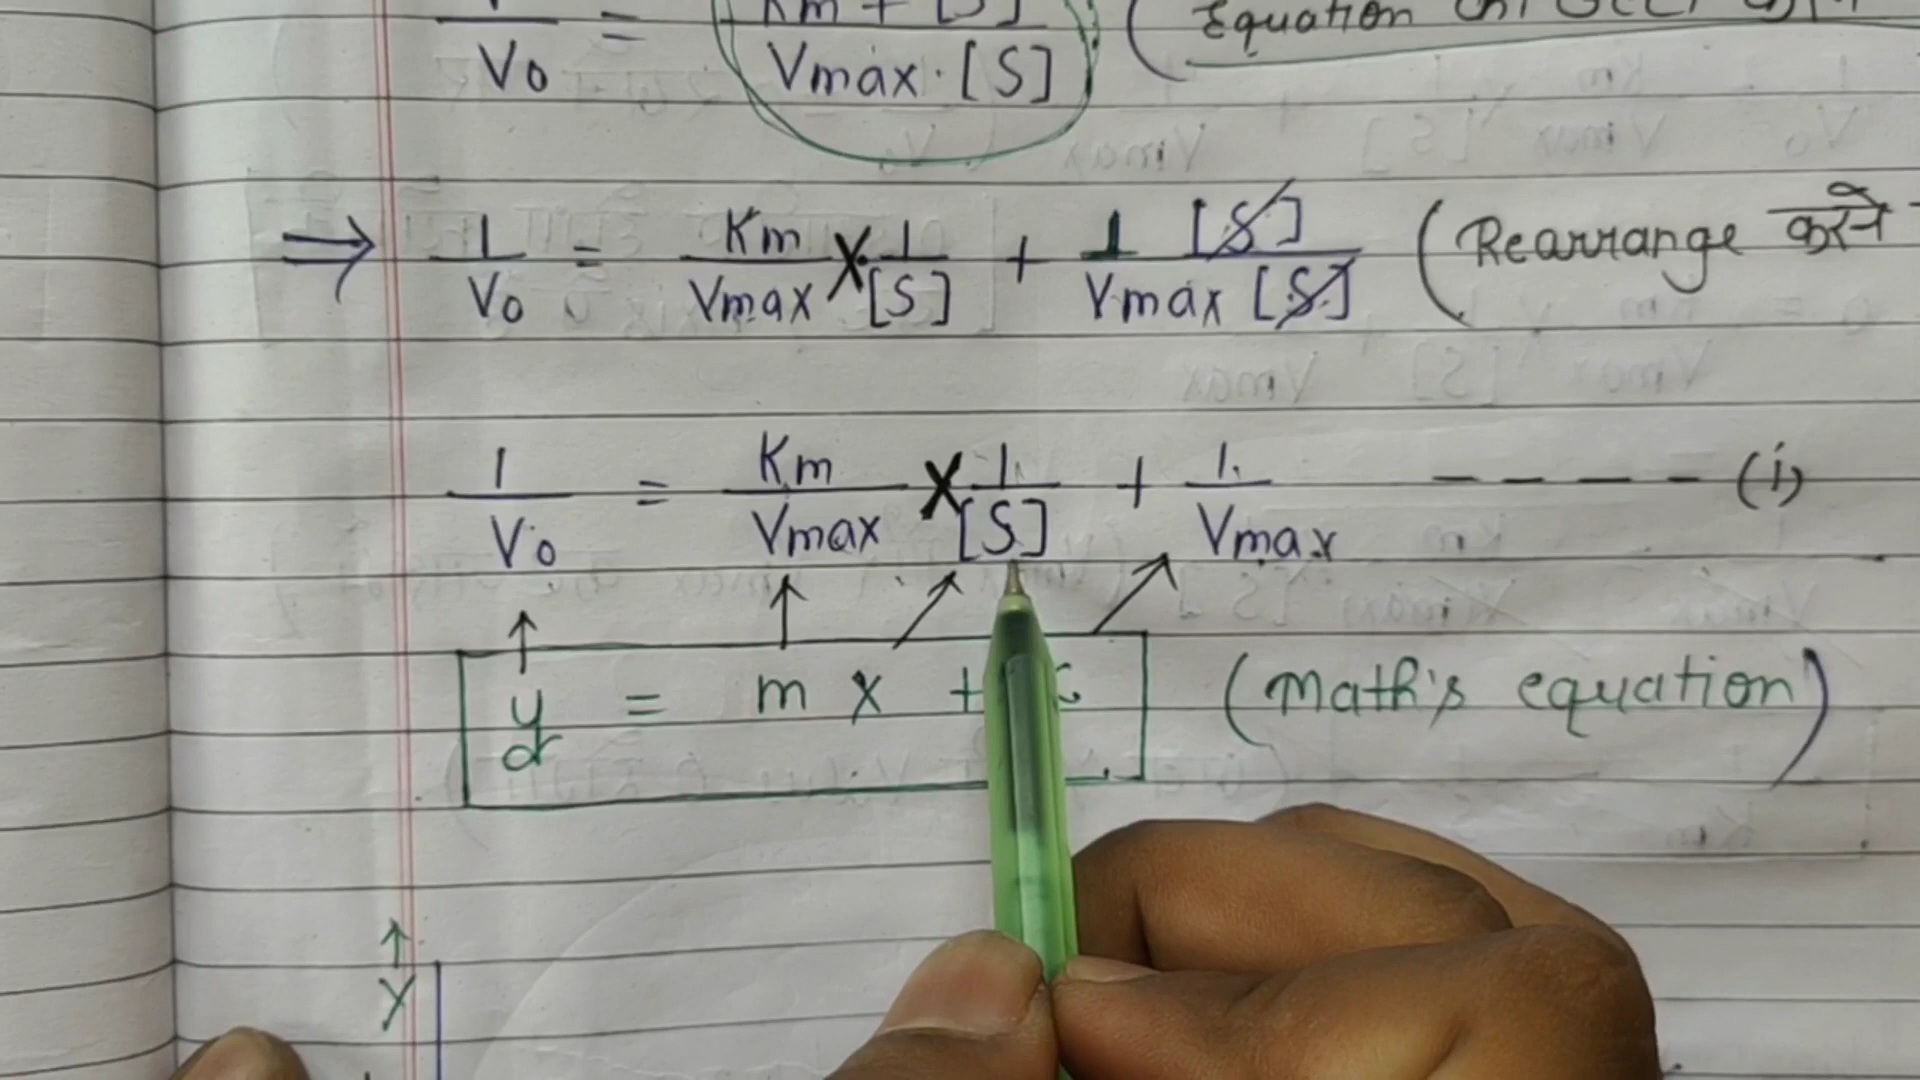 1/V₀ = Km + [S] / Vmax · [S] (Equation
⇒ 1/V₀ = Km/Vmax X 1/[S] + 1 [S]/Vmax [S] (Rearrange करने
1/V₀ = Km/Vmax X 1/[S] + 1/Vmax ----- (i)
y = m x + c (Math's equation)
Y